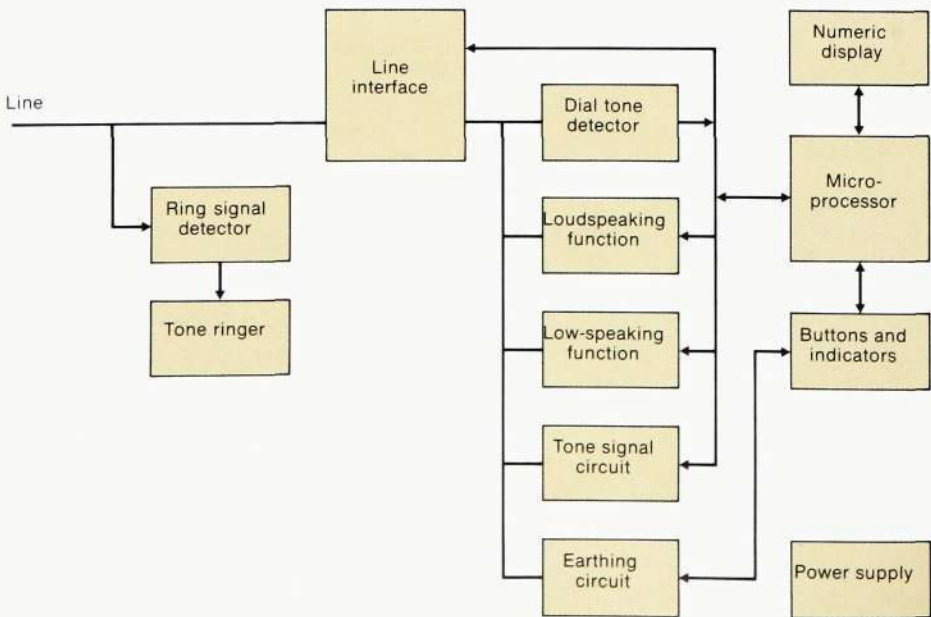 Line
Line
interface
Ring signal
detector
Tone ringer
Dial tone
detector
Loudspeaking
function
Low-speaking
function
Tone signal
circuit
Earthing
circuit
Numeric
display
Micro-
processor
Buttons and
indicators
Power supply